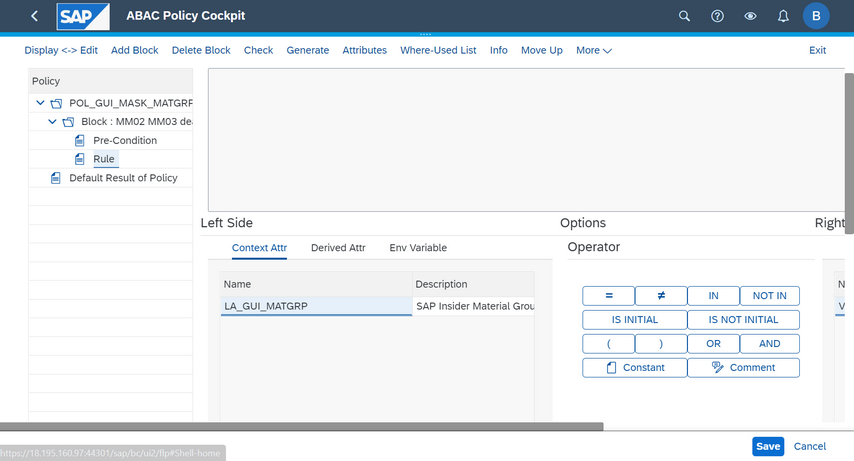 SAP ABAC Policy Cockpit B
Display <-> Edit Add Block Delete Block Check Generate Attributes Where-Used List Info Move Up More Exit
Policy
POL_GUI_MASK_MATGRP
Block : MM02 MM03 de
Pre-Condition
Rule
Default Result of Policy
Left Side Options Right
Context Attr Derived Attr Env Variable Operator
Name Description N
LA_GUI_MATGRP SAP Insider Material Grou V
= ≠ IN NOT IN
IS INITIAL IS NOT INITIAL
( ) OR AND
Constant Comment
Save Cancel
https://18.195.160.97:44301/sap/bc/ui2/flp#Shell-home